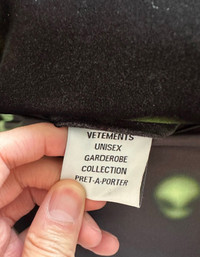 VETEMENTS
UNISEX
GARDEROBE
COLLECTION
PRET-A-PORTER